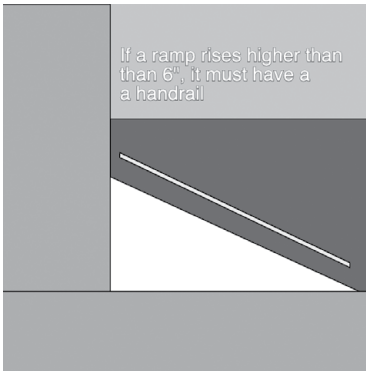 If a ramp rises higher than
than 6", it must have a
a handrail